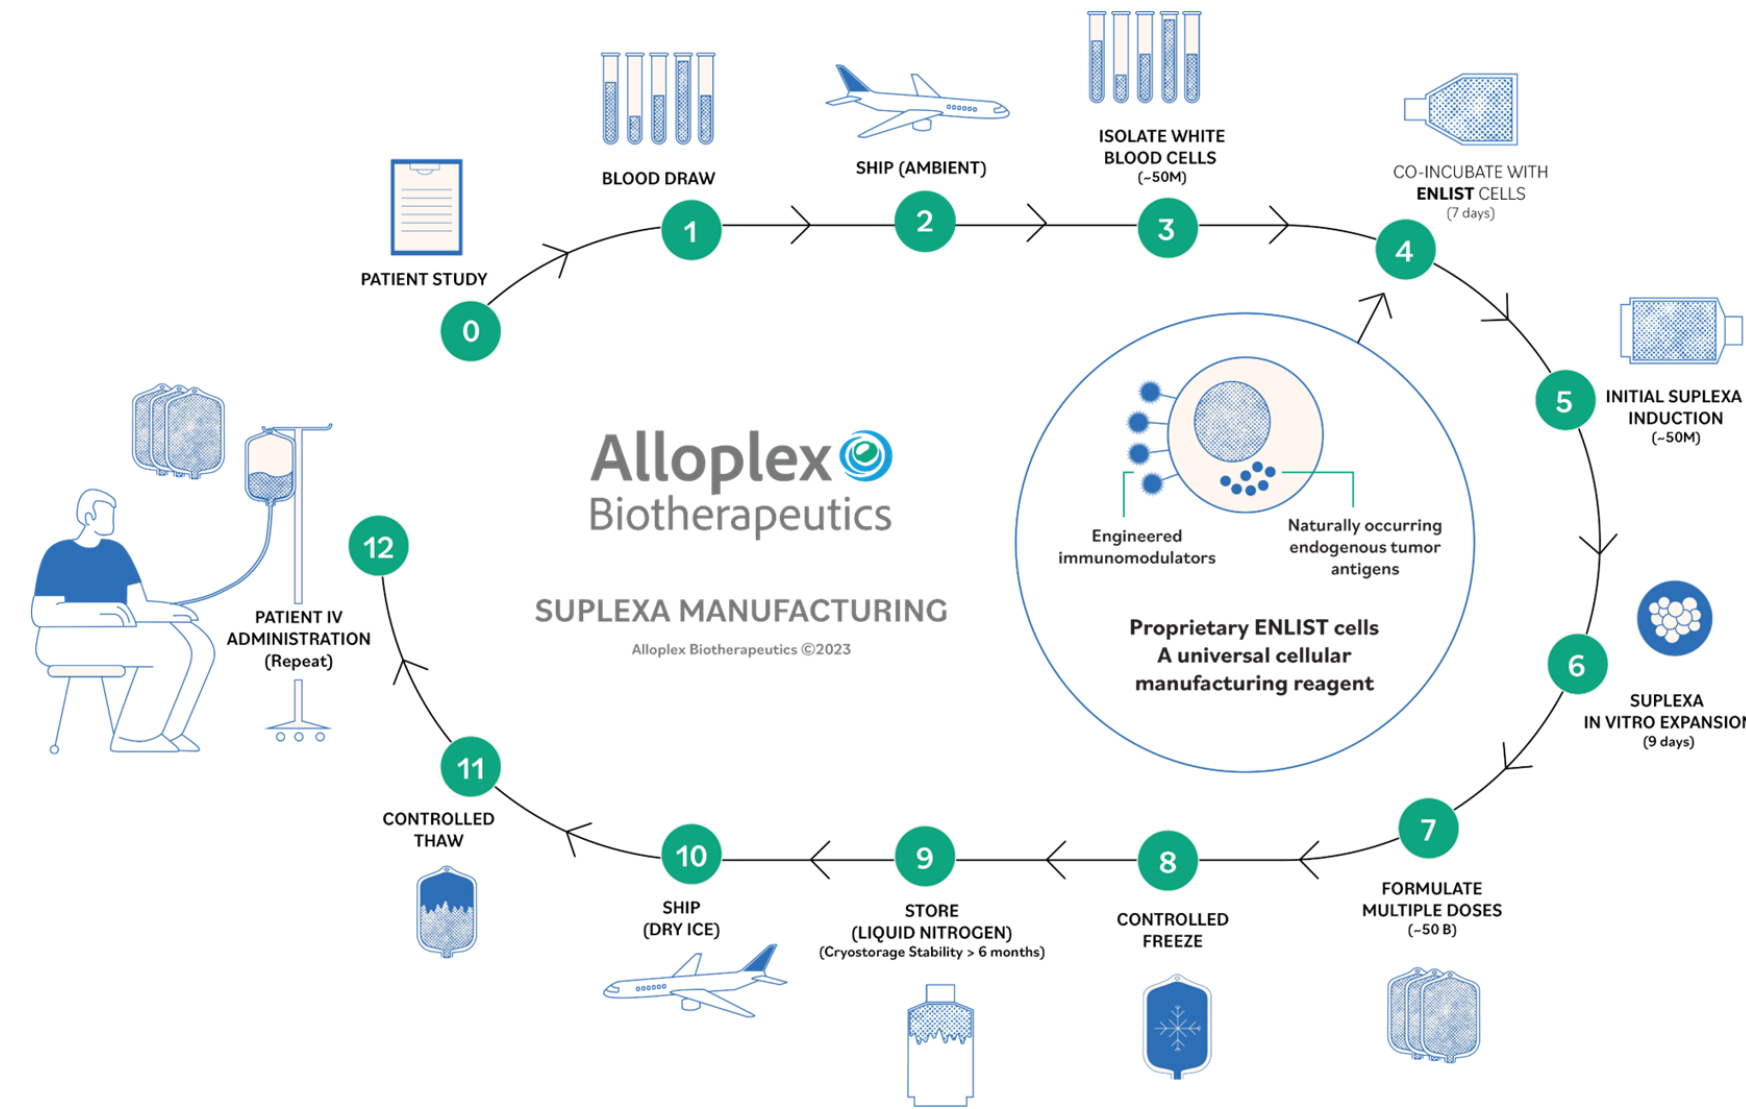 PATIENT STUDY
0
BLOOD DRAW
1
SHIP (AMBIENT)
2
ISOLATE WHITE
BLOOD CELLS
(~50M)
3
CO-INCUBATE WITH
ENLIST CELLS
(7 days)
4
5
INITIAL SUPLEXA
INDUCTION
(~50M)
6
SUPLEXA
IN VITRO EXPANSION
(9 days)
7
FORMULATE
MULTIPLE DOSES
(~50 B)
8
CONTROLLED
FREEZE
9
STORE
(LIQUID NITROGEN)
(Cryostorage Stability > 6 months)
10
SHIP
(DRY ICE)
11
CONTROLLED
THAW
12
PATIENT IV
ADMINISTRATION
(Repeat)
Alloplex
Biotherapeutics
SUPLEXA MANUFACTURING
Alloplex Biotherapeutics ©2023
Engineered
immunomodulators
Naturally occurring
endogenous tumor
antigens
Proprietary ENLIST cells
A universal cellular
manufacturing reagent